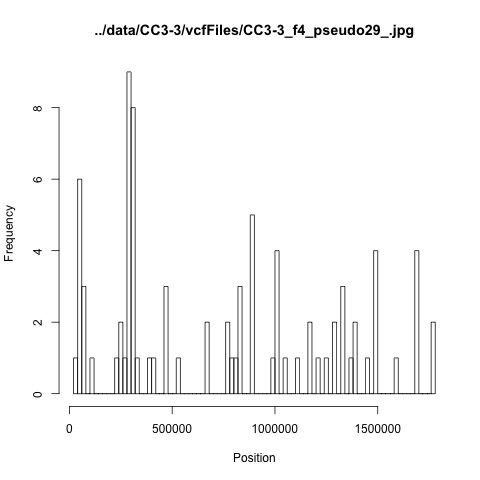 ../data/CC3-3/vcfFiles/CC3-3_f4_pseudo29_.jpg
8
6
4
2
0
Frequency
0 500000 1000000 1500000
Position